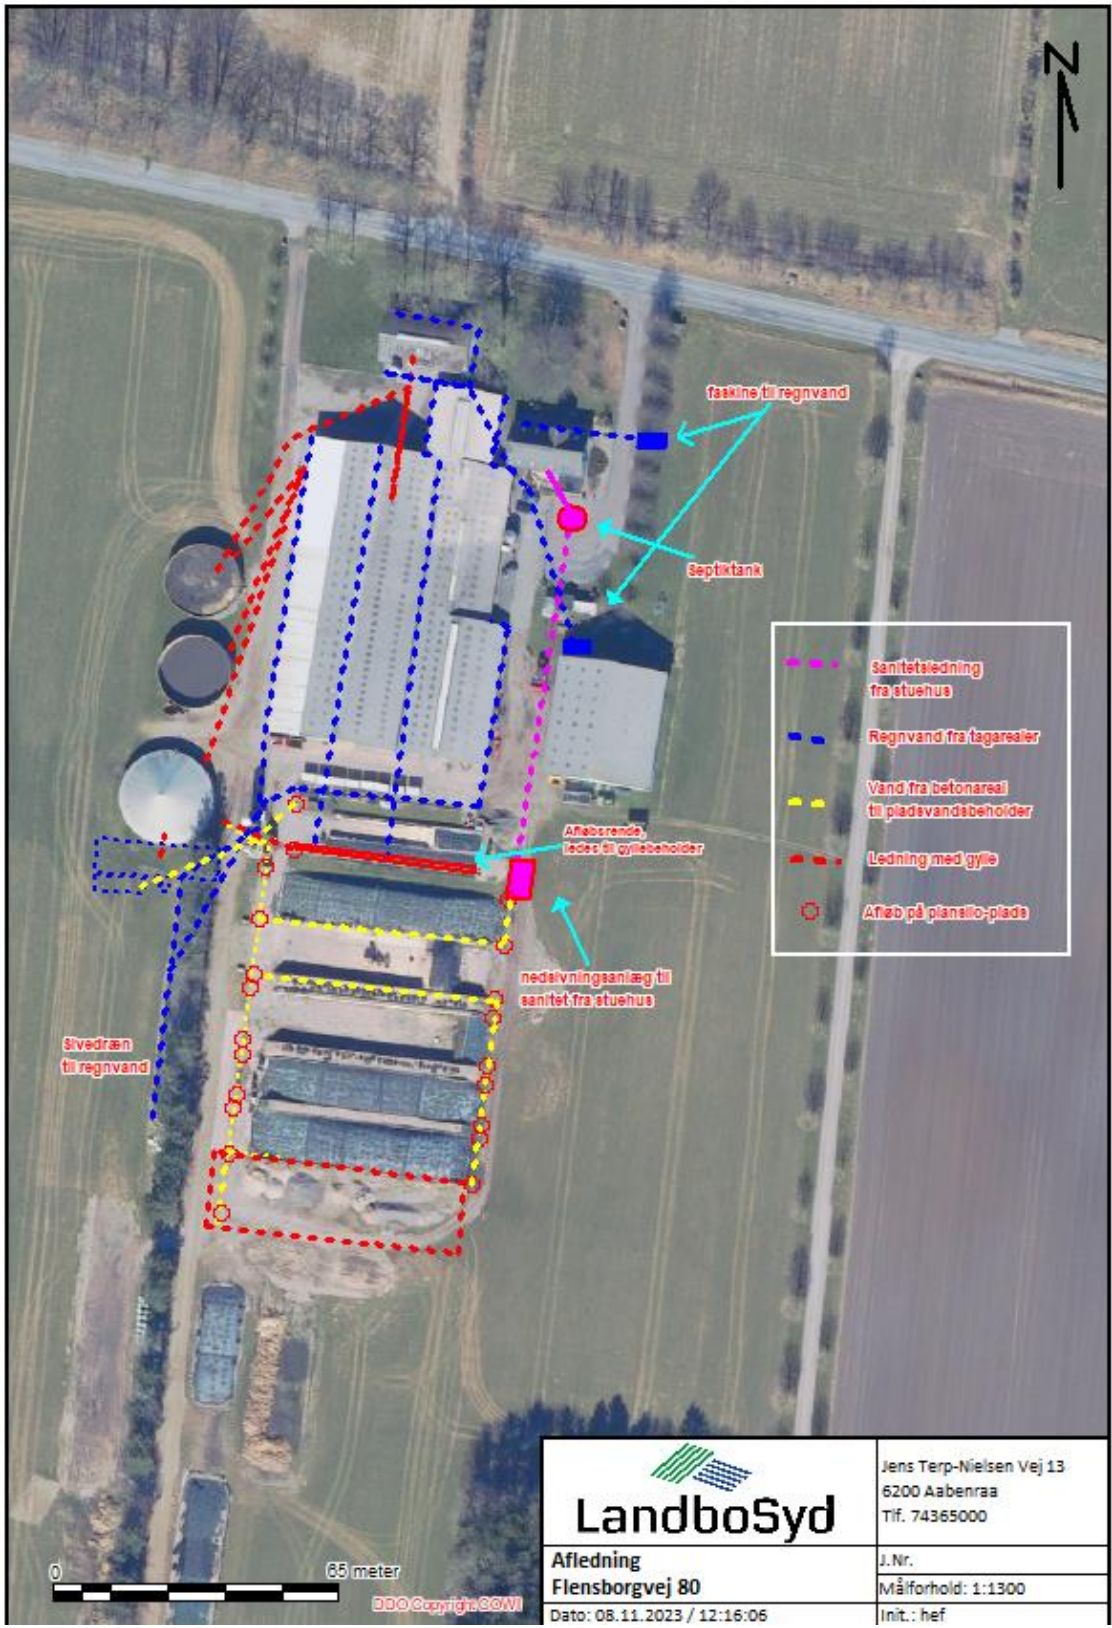 N
faskine til regnvand
Septiktank
Sanitetsledning
fra stuehus
Regnvand fra tagarealer
Vand fra betonareal
til pladsvandsbeholder
Ledning med gylle
Afløb på plansilo-plads
Afløbsrende,
ledes til gyllebeholder
nedsivningsanlæg til
sanitet fra stuehus
Sivedræn
til regnvand
0 65 meter
DDO Copyright COWI
LandboSyd
Jens Terp-Nielsen Vej 13
6200 Aabenraa
Tlf. 74365000
Afledning
Flensborgvej 80
J.Nr.
Målforhold: 1:1300
Dato: 08.11.2023 / 12:16:06
Init.: hef